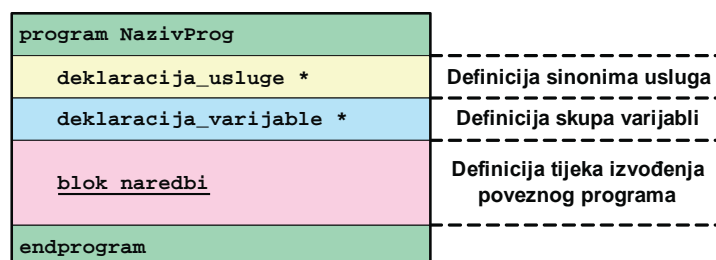 program NazivProg
deklaracija_usluge *
Definicija sinonima usluga
deklaracija_varijable *
Definicija skupa varijabli
blok naredbi
Definicija tijeka izvođenja
poveznog programa
endprogram